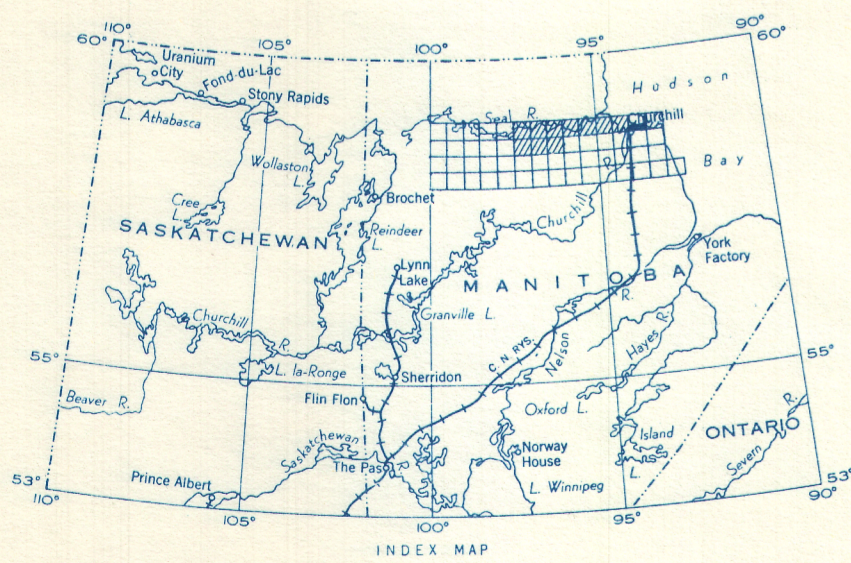 110°
105°
100°
95°
90°
60°
60°
Uranium
City
Fond-du-Lac
Stony Rapids
L. Athabasca
Hudson
Bay
Seal R.
Churchill
R.
Wollaston
L.
Cree
L.
Brochet
Reindeer
L.
SASKATCHEWAN
Churchill
York
Factory
Lynn
Lake
MANITOBA
R.
Granville L.
Churchill
R.
C. N. RYS.
Nelson
Hayes R.
55°
55°
L. la-Ronge
Sherridon
Beaver R.
Flin Flon
Oxford L.
Island
L.
ONTARIO
Severn R.
Saskatchewan
R.
The Pas
Norway
House
Prince Albert
L. Winnipeg
53°
53°
110°
105°
100°
95°
90°
INDEX MAP